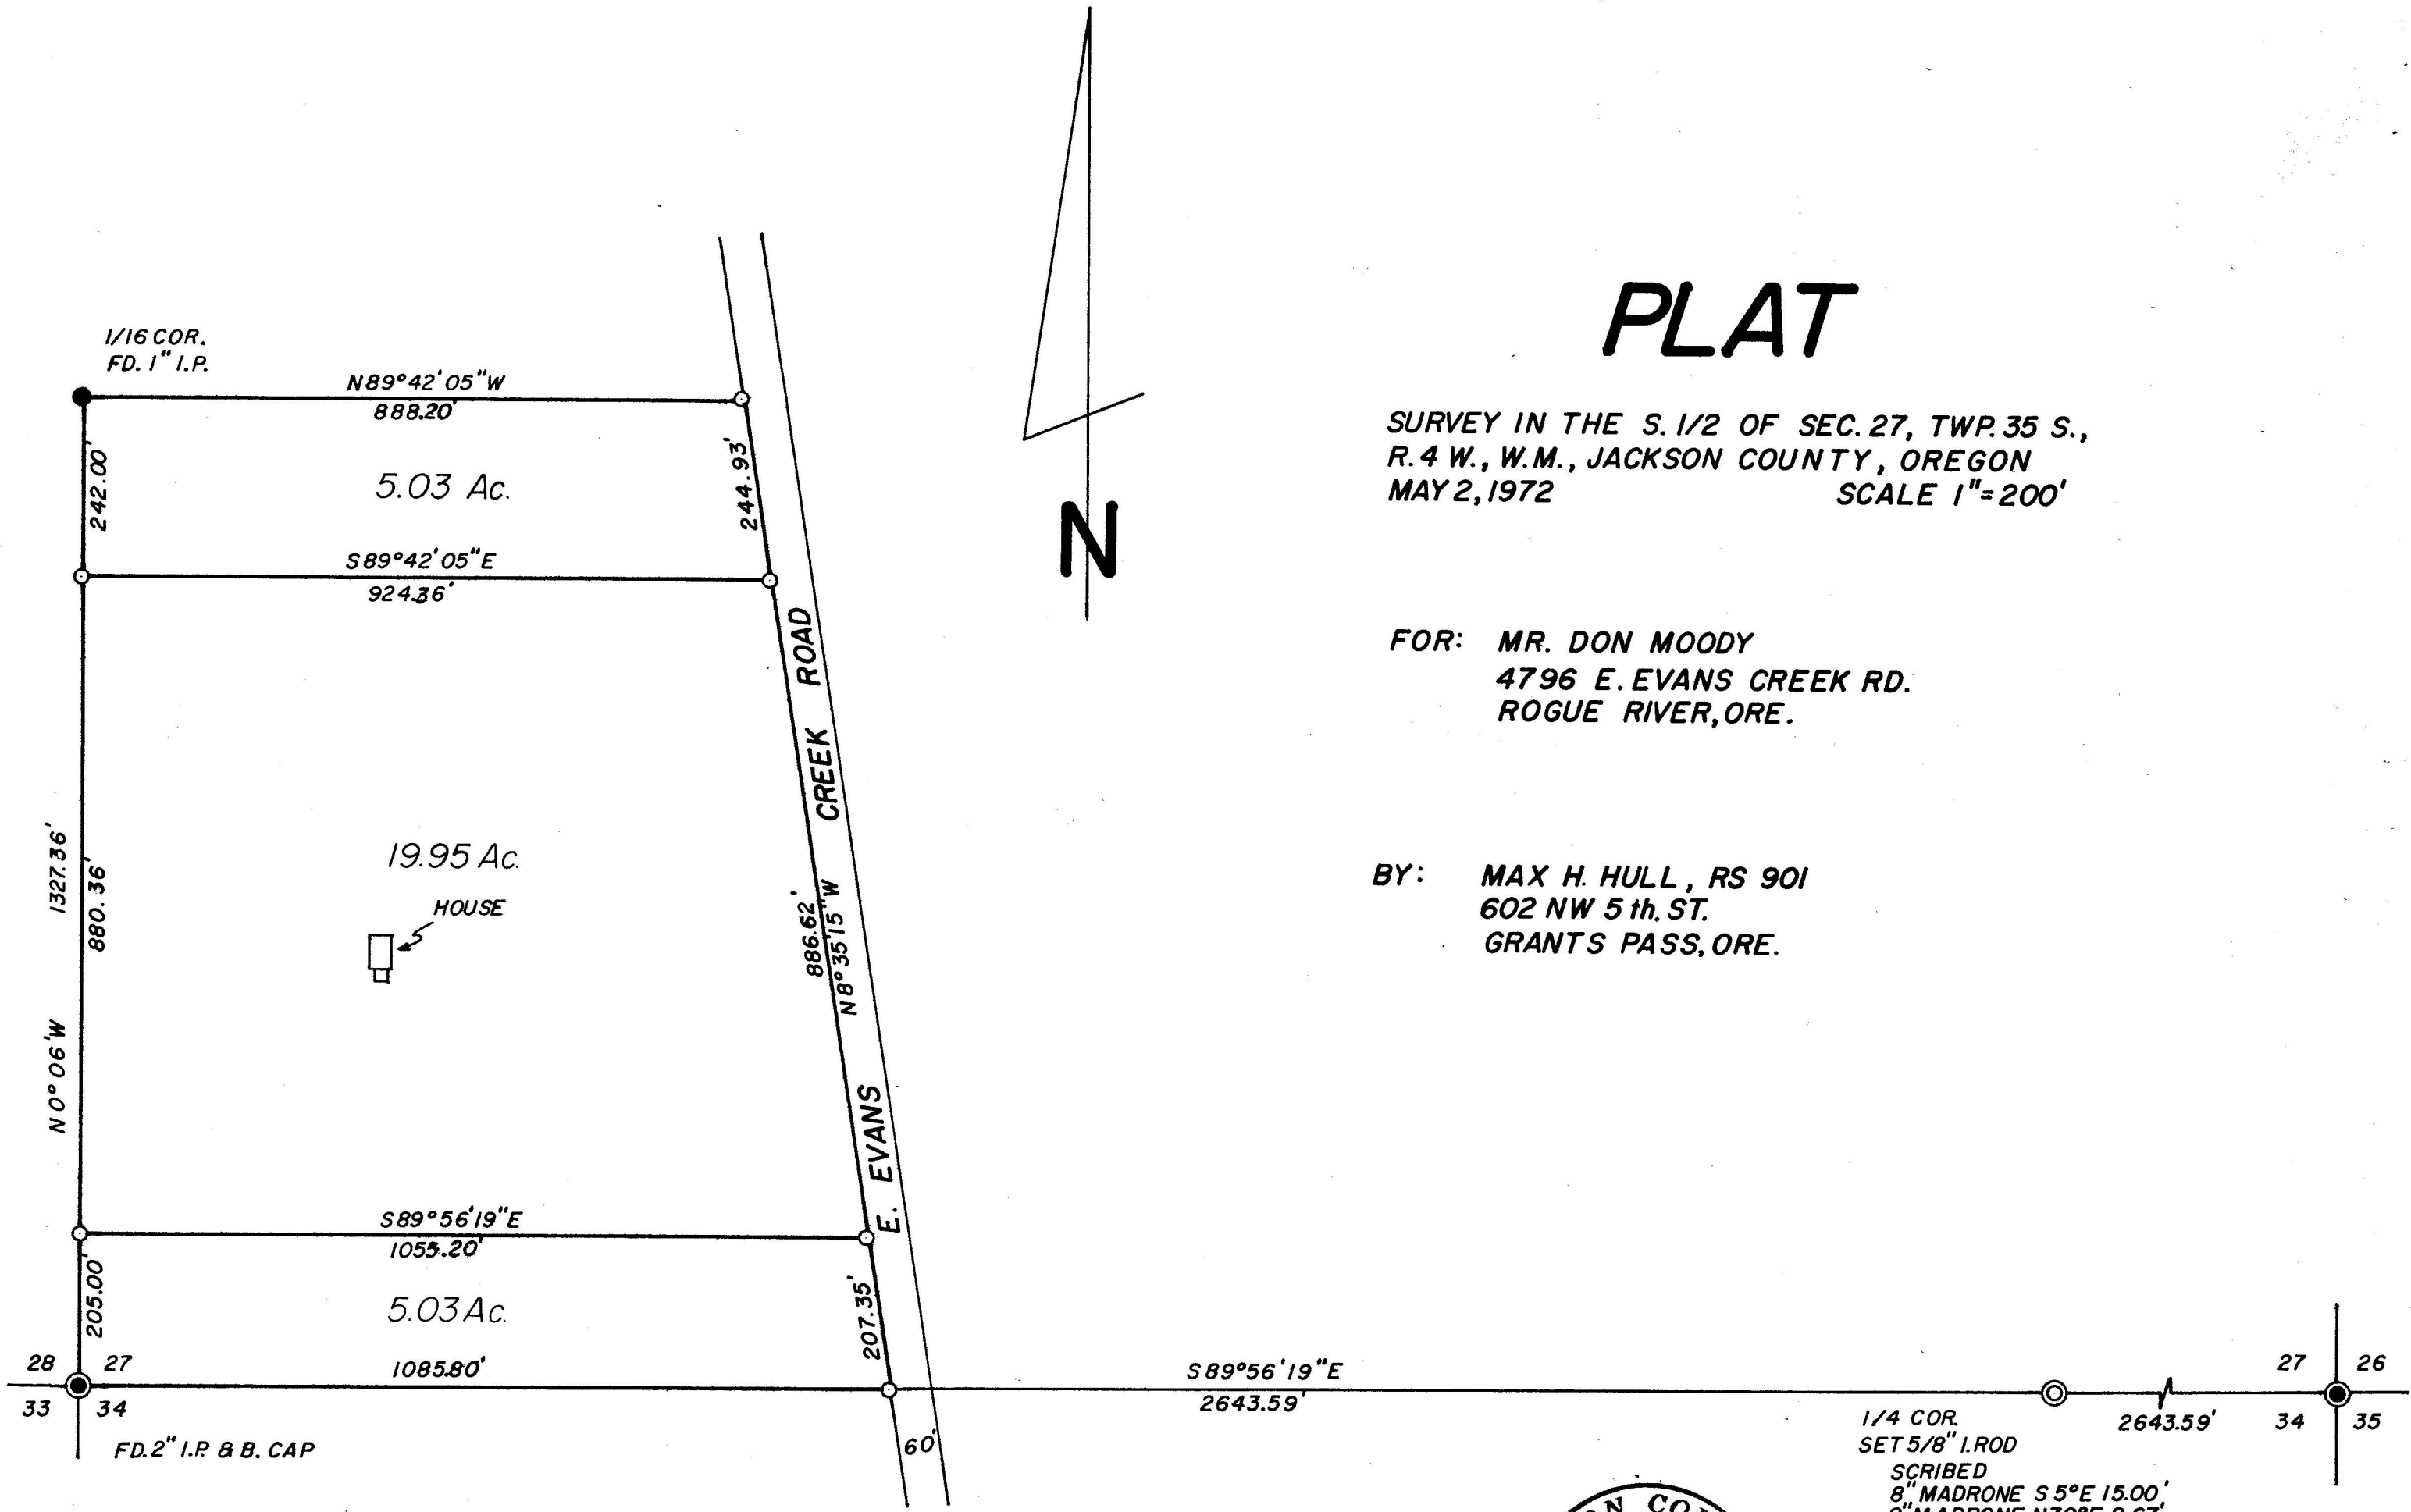 PLAT
SURVEY IN THE S. 1/2 OF SEC. 27, TWP. 35 S.,
R. 4 W., W.M., JACKSON COUNTY, OREGON
MAY 2, 1972 SCALE 1"=200'
FOR: MR. DON MOODY
4796 E. EVANS CREEK RD.
ROGUE RIVER, ORE.
BY: MAX H. HULL, RS 901
602 NW 5th. ST.
GRANTS PASS, ORE.
N
1/16 COR.
FD. 1" I.P.
N89°42'05"W
888.20'
242.00'
5.03 Ac.
244.93'
S89°42'05"E
924.36'
1327.36'
N0°06'W
880.36'
19.95 Ac.
HOUSE
886.62'
N8°35'15"W
E. EVANS CREEK ROAD
S89°56'19"E
1055.20'
205.00'
5.03 Ac.
207.35'
28 27
33 34
1085.80'
FD. 2" I.P. & B. CAP
60'
S89°56'19"E
2643.59'
1/4 COR.
SET 5/8" I.ROD
SCRIBED
8" MADRONE S 5°E 15.00'
2643.59'
27 26
34 35